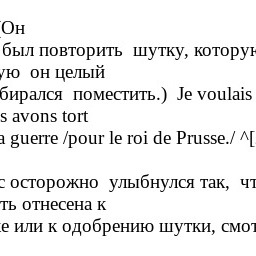 [Он
был повторить шутку, которую
ую он целый
бирался поместить.) Je voulais
s avons tort
a guerre /pour le roi de Prusse./ ^[
с осторожно улыбнулся так, чт
ть отнесена к
е или к одобрению шутки, смот